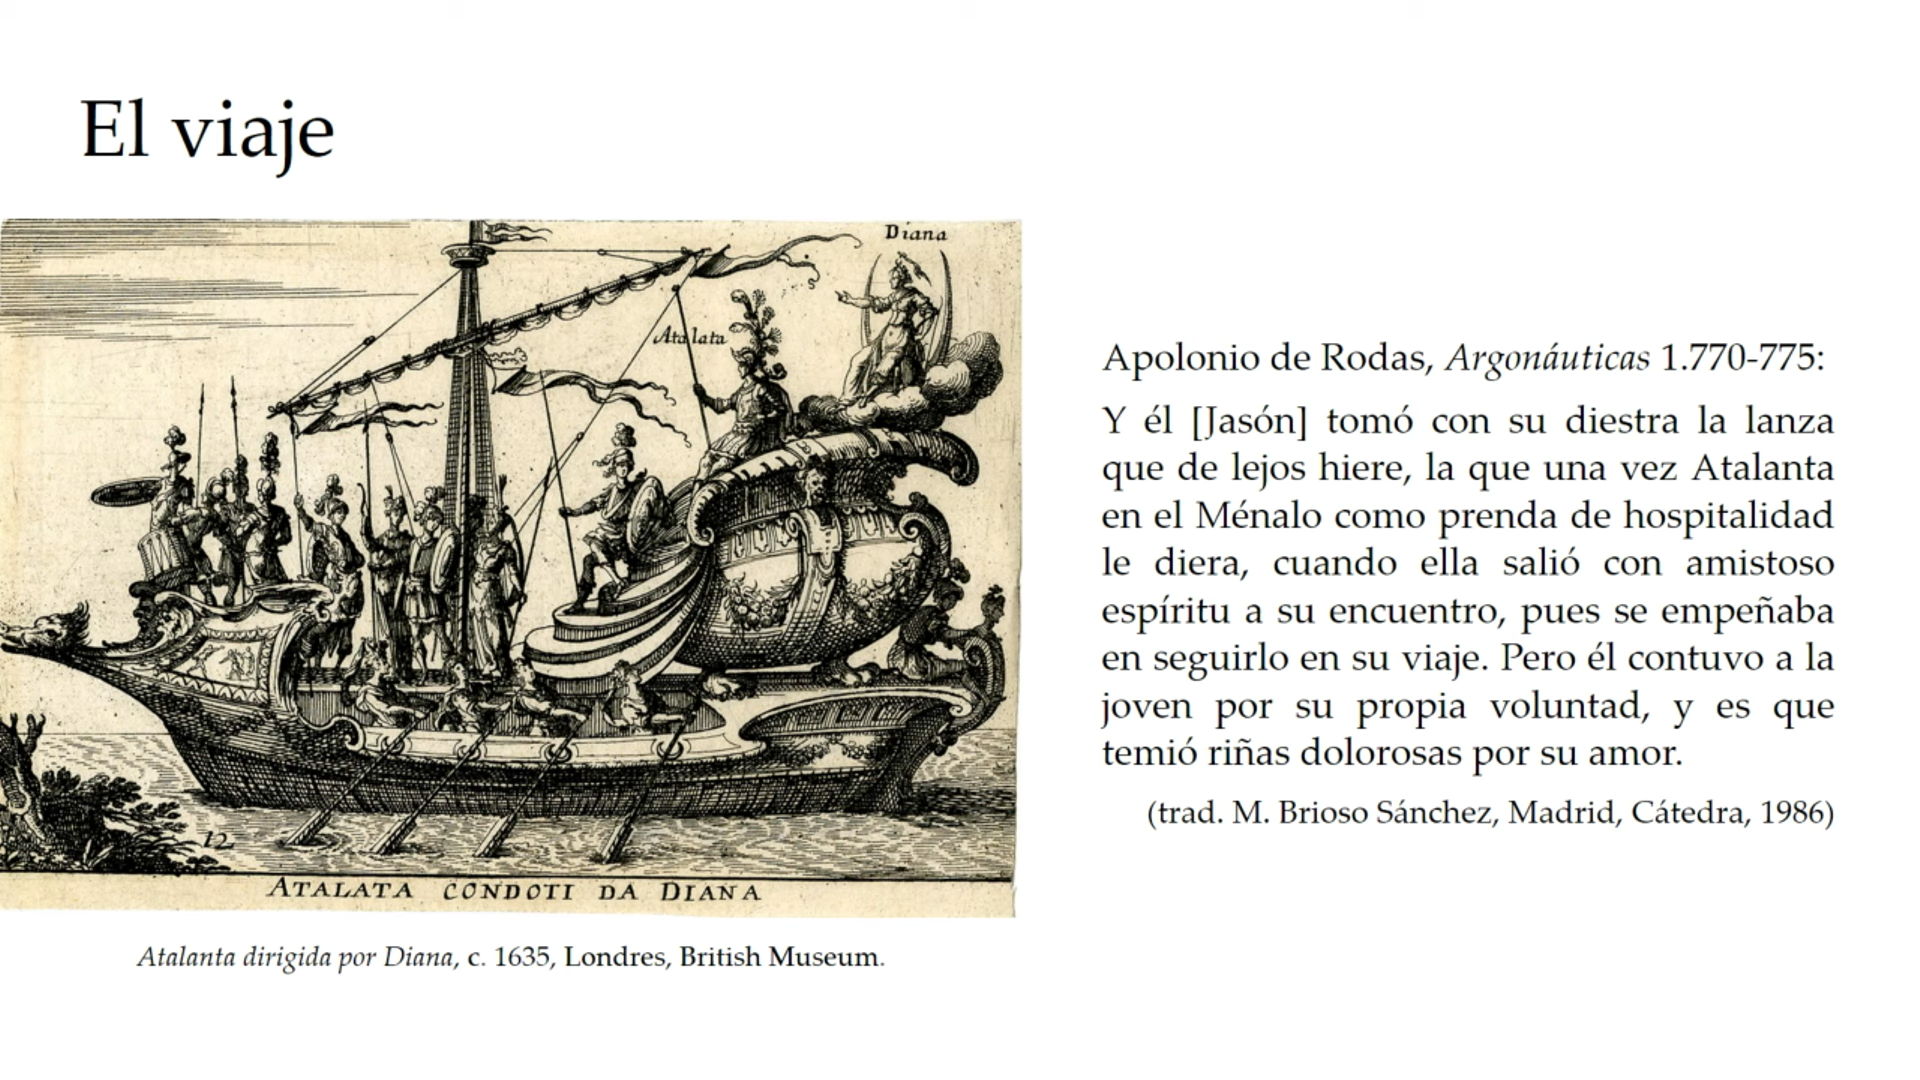 El viaje
Diana
Atalata
12
ATALATA CONDOTI DA DIANA
Atalanta dirigida por Diana, c. 1635, Londres, British Museum.
Apolonio de Rodas, Argonáuticas 1.770-775:
Y él [Jasón] tomó con su diestra la lanza
que de lejos hiere, la que una vez Atalanta
en el Ménalo como prenda de hospitalidad
le diera, cuando ella salió con amistoso
espíritu a su encuentro, pues se empeñaba
en seguirlo en su viaje. Pero él contuvo a la
joven por su propia voluntad, y es que
temió riñas dolorosas por su amor.
(trad. M. Brioso Sánchez, Madrid, Cátedra, 1986)